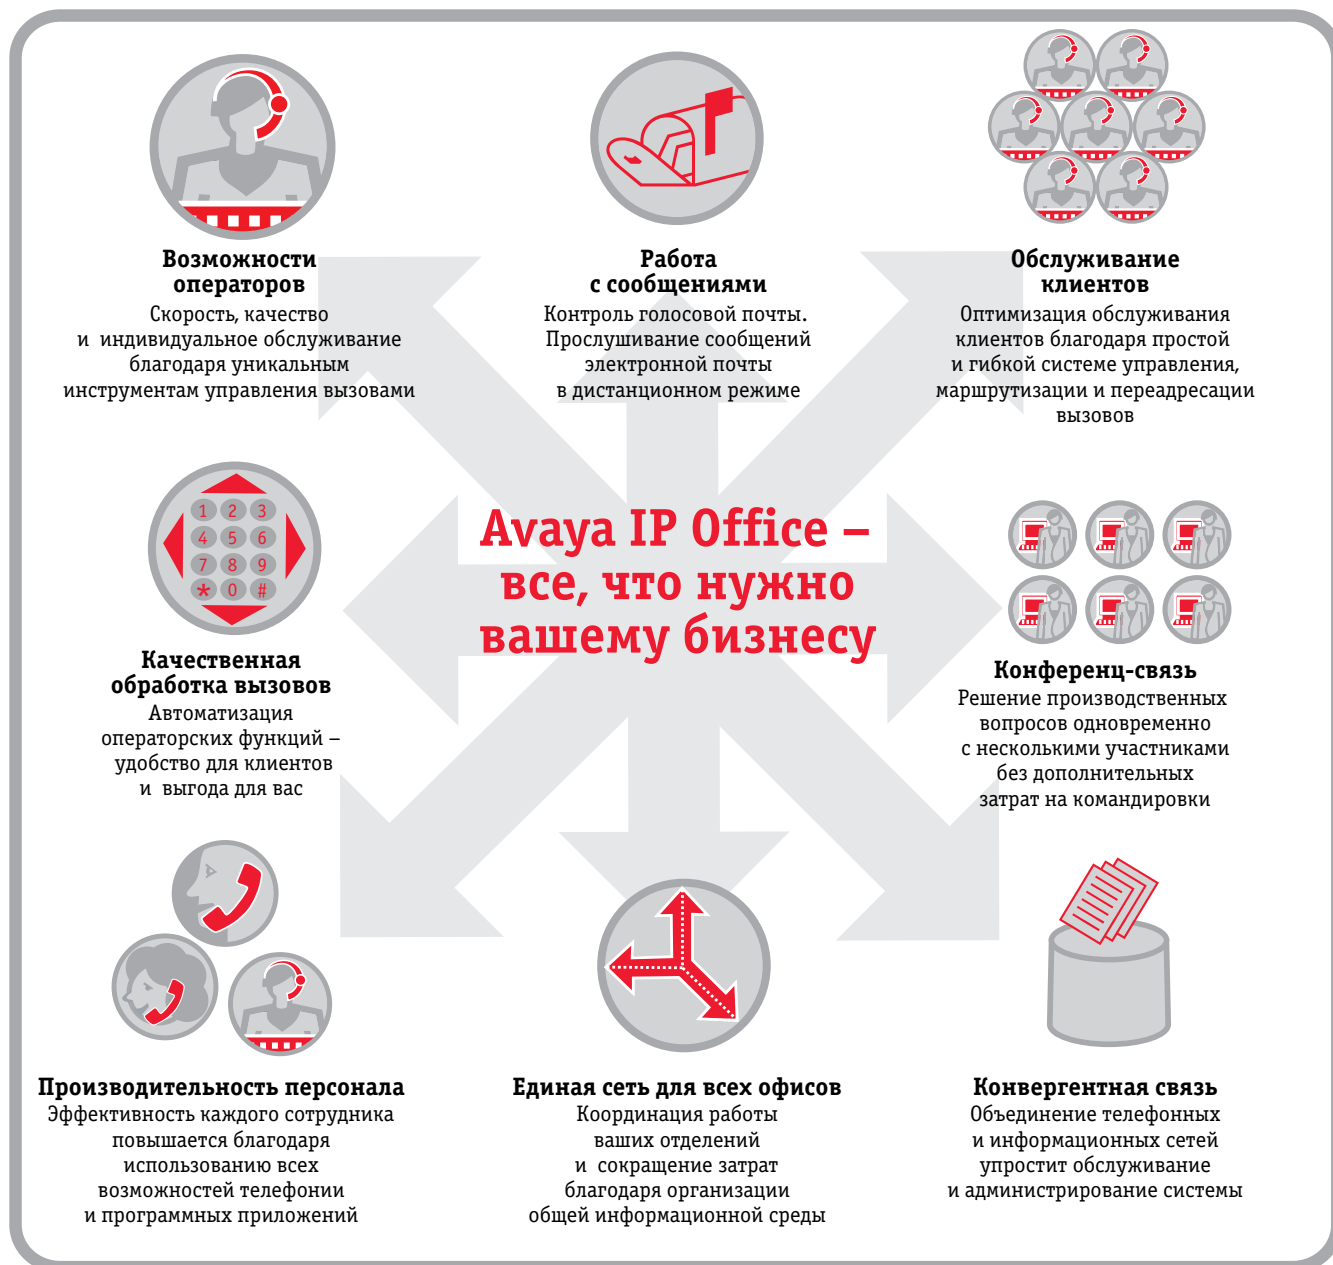 Возможности
операторов
Скорость, качество
и индивидуальное обслуживание
благодаря уникальным
инструментам управления вызовами
Работа
с сообщениями
Контроль голосовой почты.
Прослушивание сообщений
электронной почты
в дистанционном режиме
Обслуживание
клиентов
Оптимизация обслуживания
клиентов благодаря простой
и гибкой системе управления,
маршрутизации и переадресации
вызовов
1 2 3
4 5 6
7 8 9
* 0 #
Качественная
обработка вызовов
Автоматизация
операторских функций –
удобство для клиентов
и выгода для вас
Avaya IP Office –
все, что нужно
вашему бизнесу
Конференц-связь
Решение производственных
вопросов одновременно
с несколькими участниками
без дополнительных
затрат на командировки
Производительность персонала
Эффективность каждого сотрудника
повышается благодаря
использованию всех
возможностей телефонии
и программных приложений
Единая сеть для всех офисов
Координация работы
ваших отделений
и сокращение затрат
благодаря организации
общей информационной среды
Конвергентная связь
Объединение телефонных
и информационных сетей
упростит обслуживание
и администрирование системы